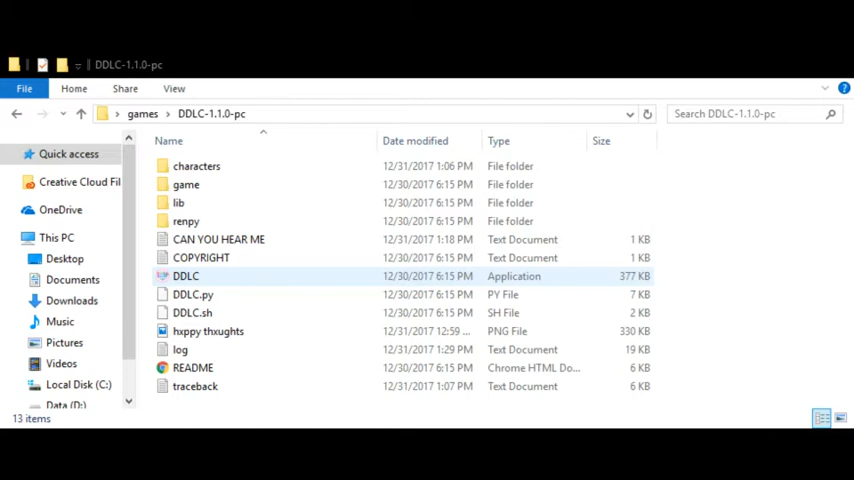 DDLC-1.1.0-pc
File Home Share View
games DDLC-1.1.0-pc Search DDLC-1.1.0-pc
Name Date modified Type Size
Quick access
Creative Cloud Fil
OneDrive
This PC
Desktop
Documents
Downloads
Music
Pictures
Videos
Local Disk (C:)
Data (D:)
characters 12/31/2017 1:06 PM File folder
game 12/30/2017 6:15 PM File folder
lib 12/30/2017 6:15 PM File folder
renpy 12/30/2017 6:15 PM File folder
CAN YOU HEAR ME 12/31/2017 1:18 PM Text Document 1 KB
COPYRIGHT 12/30/2017 6:15 PM Text Document 1 KB
DDLC 12/30/2017 6:15 PM Application 377 KB
DDLC.py 12/30/2017 6:15 PM PY File 7 KB
DDLC.sh 12/30/2017 6:15 PM SH File 2 KB
hxppy thxughts 12/31/2017 12:59 ... PNG File 330 KB
log 12/31/2017 1:29 PM Text Document 19 KB
README 12/30/2017 6:15 PM Chrome HTML Do... 6 KB
traceback 12/31/2017 1:07 PM Text Document 6 KB
13 items